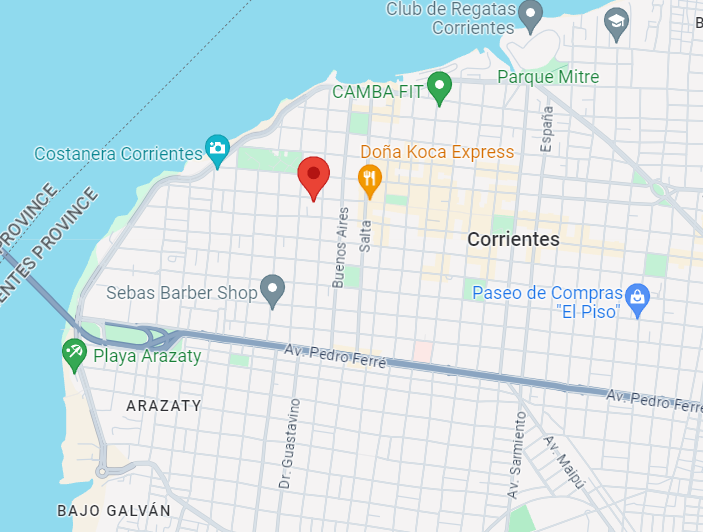 Club de Regatas
Corrientes
B
Parque Mitre
CAMBA FIT
España
Costanera Corrientes
Doña Koca Express
PROVINCE
ENTES PROVINCE
Buenos Aires
Salta
Corrientes
Sebas Barber Shop
Paseo de Compras
"El Piso"
Playa Arazaty
Av. Pedro Ferré
Av. Pedro Ferré
ARAZATY
Dr. Guastavino
Av. Sarmiento
Av. Maipú
BAJO GALVÁN